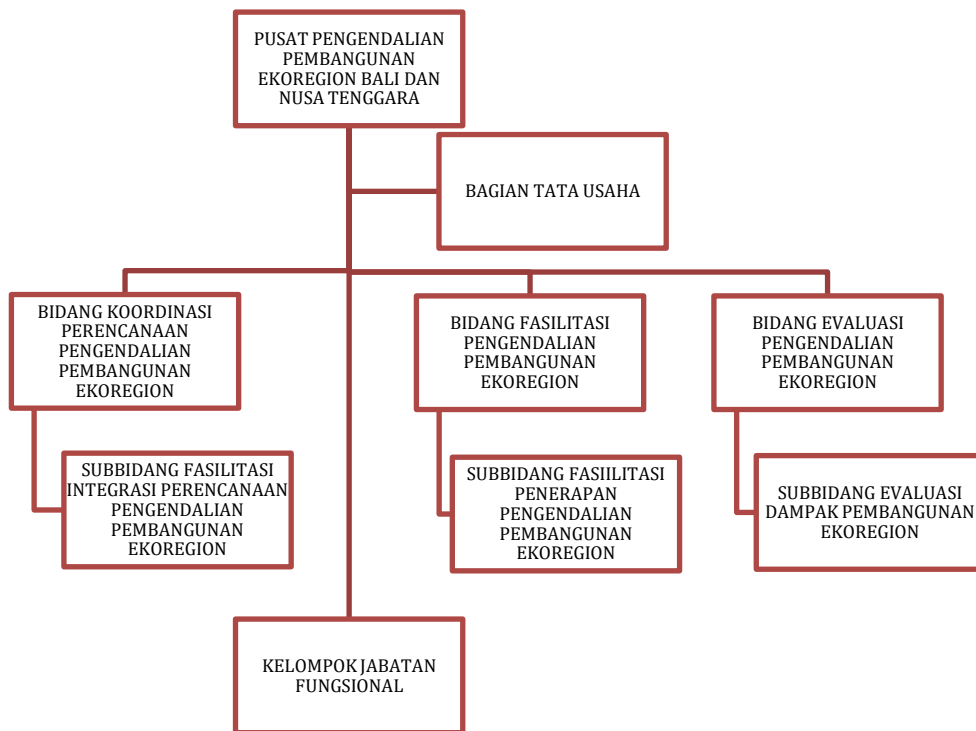 PUSAT PENGENDALIAN
PEMBANGUNAN
EKOREGION BALI DAN
NUSA TENGGARA
BAGIAN TATA USAHA
BIDANG KOORDINASI
PERENCANAAN
PENGENDALIAN
PEMBANGUNAN
EKOREGION
BIDANG FASILITASI
PENGENDALIAN
PEMBANGUNAN
EKOREGION
BIDANG EVALUASI
PENGENDALIAN
PEMBANGUNAN
EKOREGION
SUBBIDANG FASILITASI
INTEGRASI PERENCANAAN
PENGENDALIAN
PEMBANGUNAN
EKOREGION
SUBBIDANG FASIILITASI
PENERAPAN
PENGENDALIAN
PEMBANGUNAN
EKOREGION
SUBBIDANG EVALUASI
DAMPAK PEMBANGUNAN
EKOREGION
KELOMPOK JABATAN
FUNGSIONAL